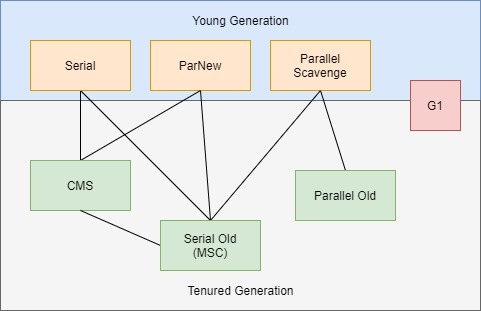 Young Generation
Serial
ParNew
Parallel
Scavenge
G1
CMS
Parallel Old
Serial Old
(MSC)
Tenured Generation